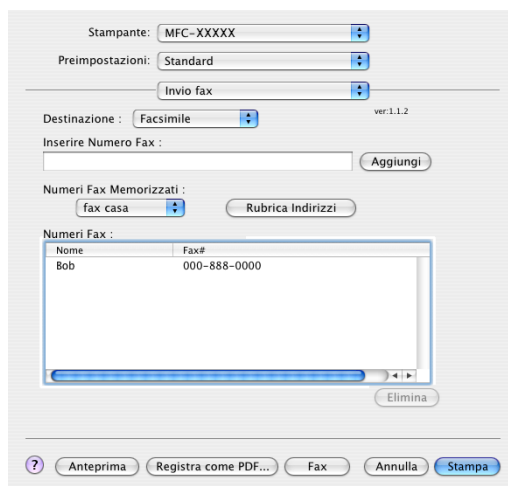 Stampante: MFC-XXXXX
Preimpostazioni: Standard
Invio fax
Destinazione : Facsimile ver:1.1.2
Inserire Numero Fax :
Aggiungi
Numeri Fax Memorizzati :
fax casa Rubrica Indirizzi
Numeri Fax :
Nome Fax#
Bob 000-888-0000
Elimina
? Anteprima Registra come PDF... Fax Annulla Stampa